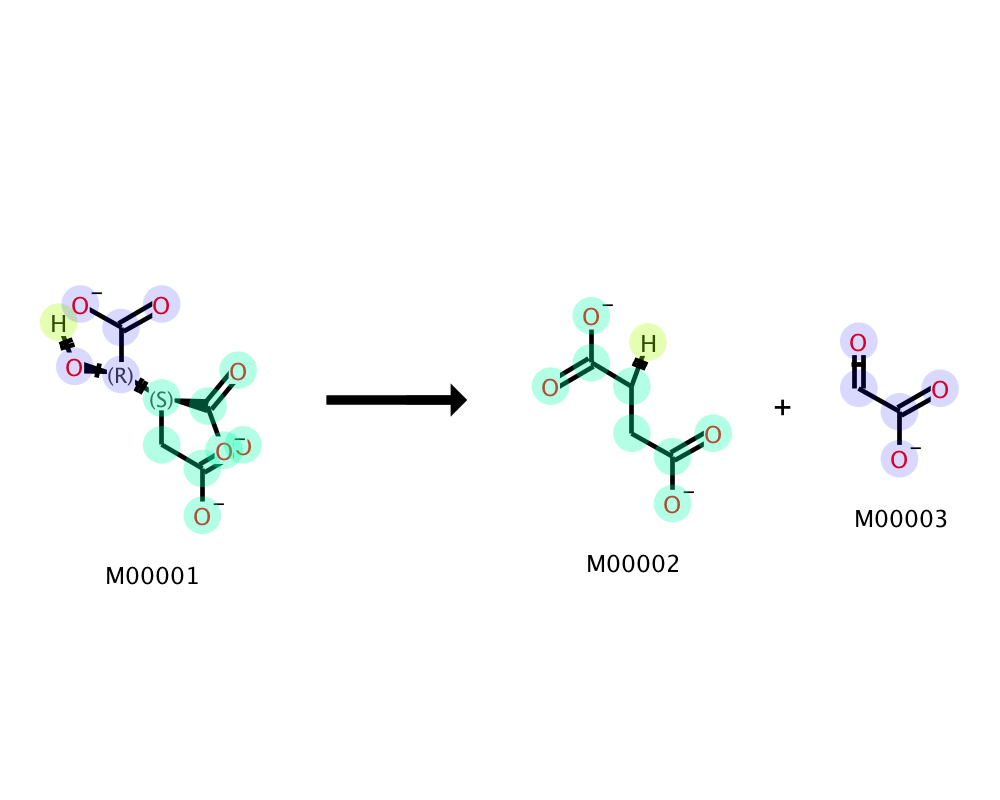 O⁻ O
H
O (R)
(S) O
O⁻ O
O⁻
M00001
O⁻
H
O
O
O⁻
M00002
+
O
O
O⁻
M00003